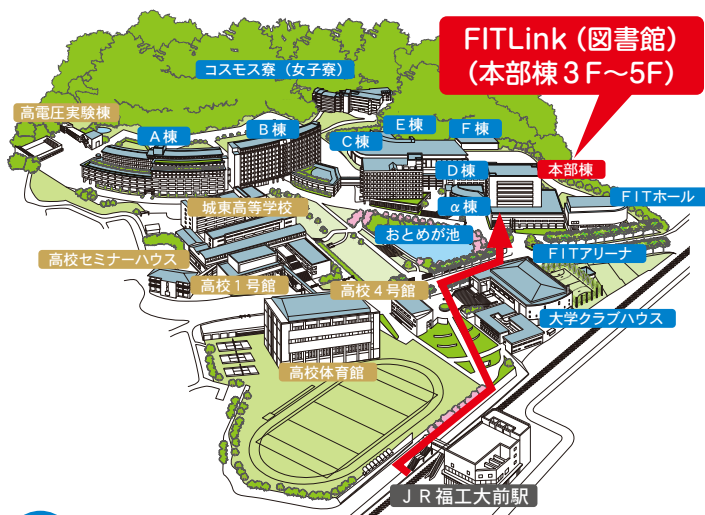 FITLink(図書館)
(本部棟3F〜5F)
コスモス寮(女子寮)
高電圧実験棟
A棟
B棟
C棟
E棟
F棟
D棟
本部棟
α棟
FITホール
城東高等学校
おとめが池
FITアリーナ
高校セミナーハウス
高校1号館
高校4号館
大学クラブハウス
高校体育館
JR福工大前駅